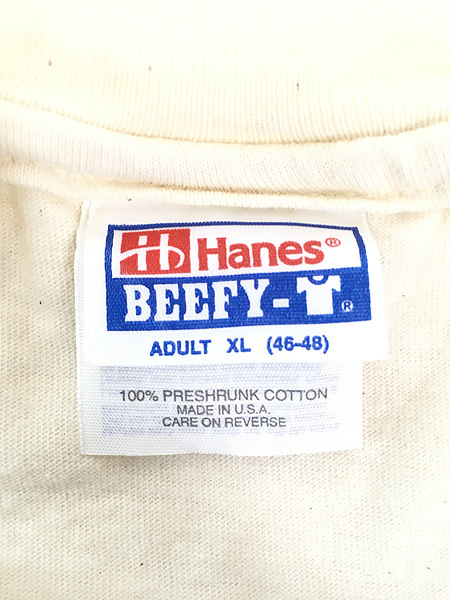 Hanes®
BEEFY-T®
ADULT XL (46-48)
100% PRESHRUNK COTTON
MADE IN U.S.A.
CARE ON REVERSE